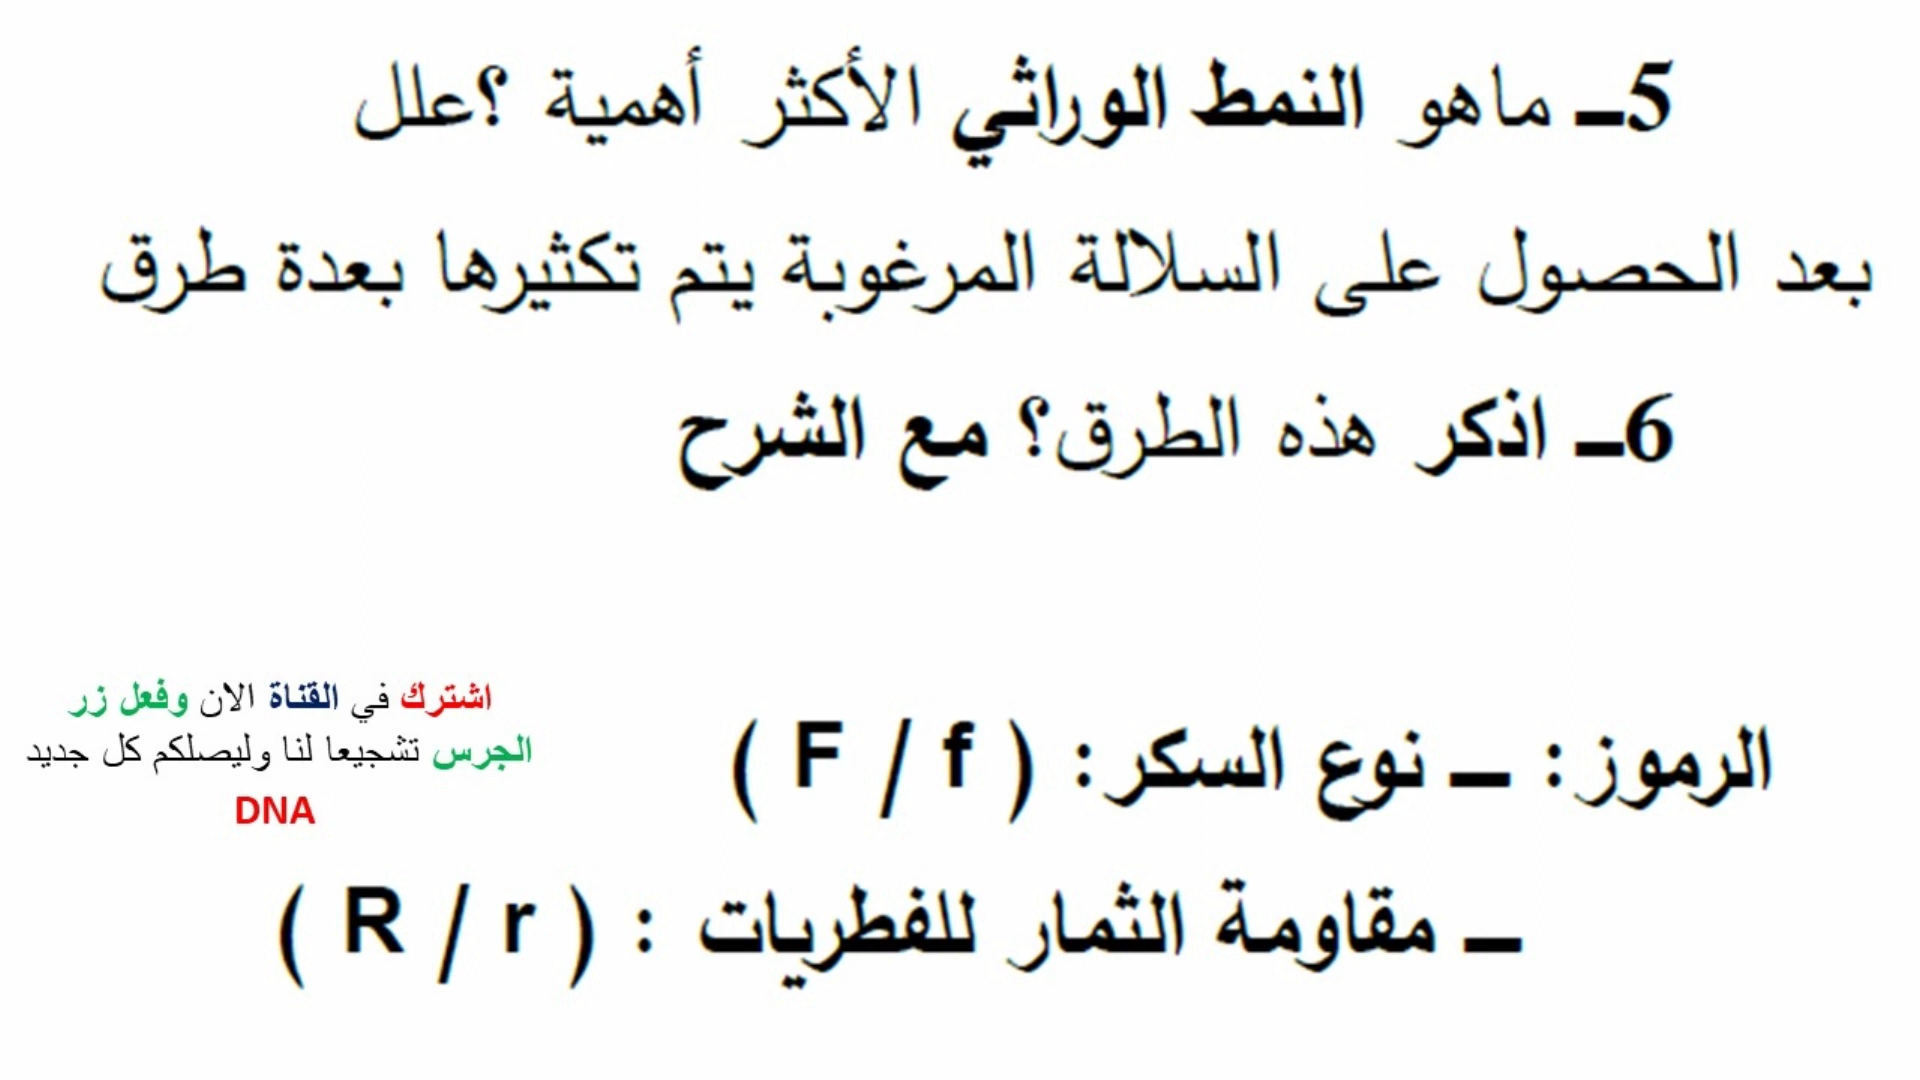 5ـ ماهو النمط الوراثي الأكثر أهمية ؟علل
بعد الحصول على السلالة المرغوبة يتم تكثيرها بعدة طرق
6ـ اذكر هذه الطرق؟ مع الشرح
الرموز: ـ نوع السكر: ( F / f )
ـ مقاومة الثمار للفطريات : ( R / r )
اشترك في القناة الان وفعل زر
الجرس تشجيعا لنا وليصلكم كل جديد
DNA